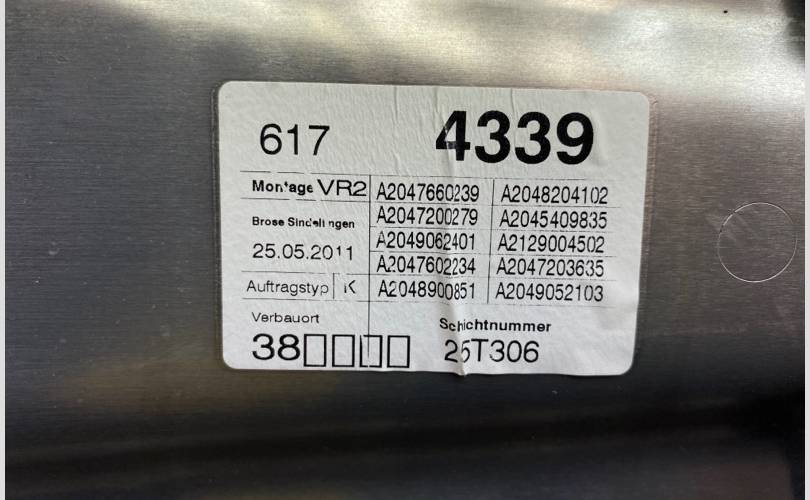 617 4339
Montage VR2 A2047660239 A2048204102
Brose Sindelfingen A2047200279 A2045409835
25.05.2011 A2049062401 A2129004502
A2047602234 A2047203635
Auftragstyp K A2048900851 A2049052103
Verbauort Schichtnummer
38□□□□ 25T306